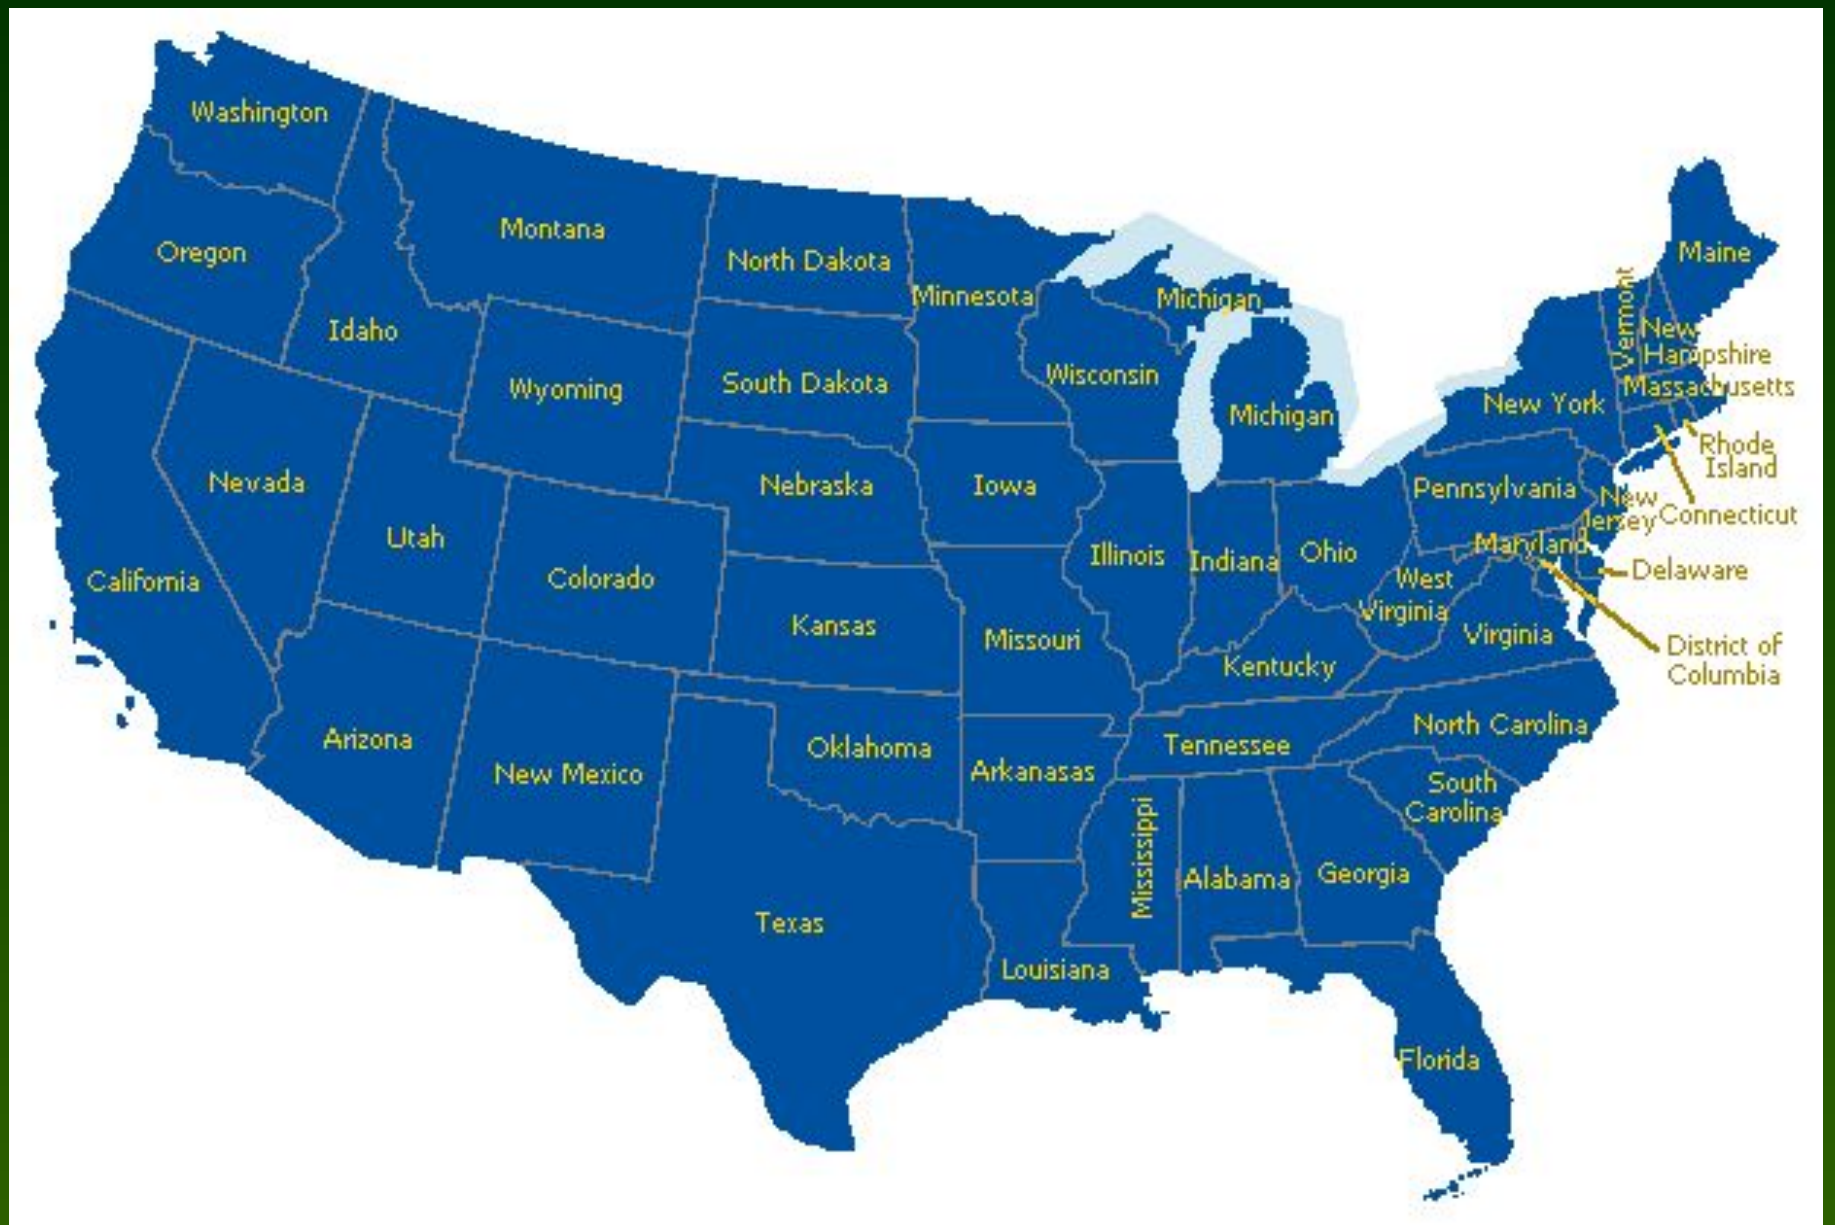 Washington
Montana
Maine
Oregon
North Dakota
Minnesota
Michigan
Vermont
New
Hampshire
Idaho
Wisconsin
South Dakota
Wyoming
Massachusetts
New York
Michigan
Rhode
Island
Nevada
Nebraska
Iowa
Pennsylvania
New
Jersey
Connecticut
Utah
Maryland
Illinois
Indiana
Ohio
Delaware
California
Colorado
West
Virginia
Kansas
Missouri
Virginia
District of
Columbia
Kentucky
North Carolina
Arizona
Oklahoma
Tennessee
New Mexico
Arkanasas
South
Carolina
Mississippi
Alabama
Georgia
Texas
Louisiana
Florida